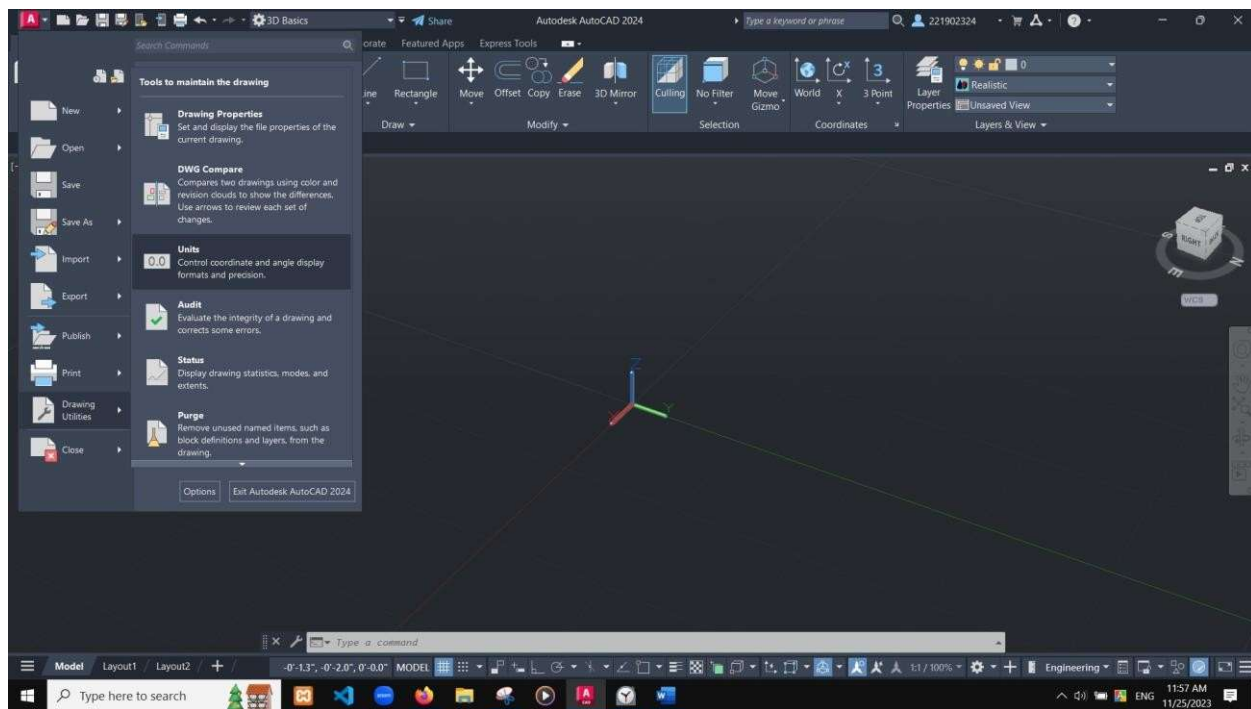 3D Basics
Share
Autodesk AutoCAD 2024
Type a keyword or phrase
221902324
Search Commands
orate Featured Apps Express Tools
Tools to maintain the drawing
New
Open
Save
Save As
Import
Export
Publish
Print
Drawing
Utilities
Close
Drawing Properties
Set and display the file properties of the
current drawing.
DWG Compare
Compares two drawings using color and
revision clouds to show the differences.
Use arrows to review each set of
changes.
0.0
Units
Control coordinate and angle display
formats and precision.
Audit
Evaluate the integrity of a drawing and
corrects some errors.
Status
Display drawing statistics, modes, and
extents.
Purge
Remove unused named items, such as
block definitions and layers, from the
drawing.
Options
Exit Autodesk AutoCAD 2024
ine Rectangle
Draw
Move Offset Copy Erase 3D Mirror
Modify
Culling No Filter Move
Gizmo
Selection
World X 3 Point
Coordinates
Layer
Properties
0
Realistic
Unsaved View
Layers & View
RIGHT
S
E
N
WCS
Z
X
Y
Type a command
Model Layout1 Layout2
-0'-1.3", -0'-2.0", 0'-0.0" MODEL 1:1 / 100% Engineering
Type here to search
ENG
11:57 AM
11/25/2023